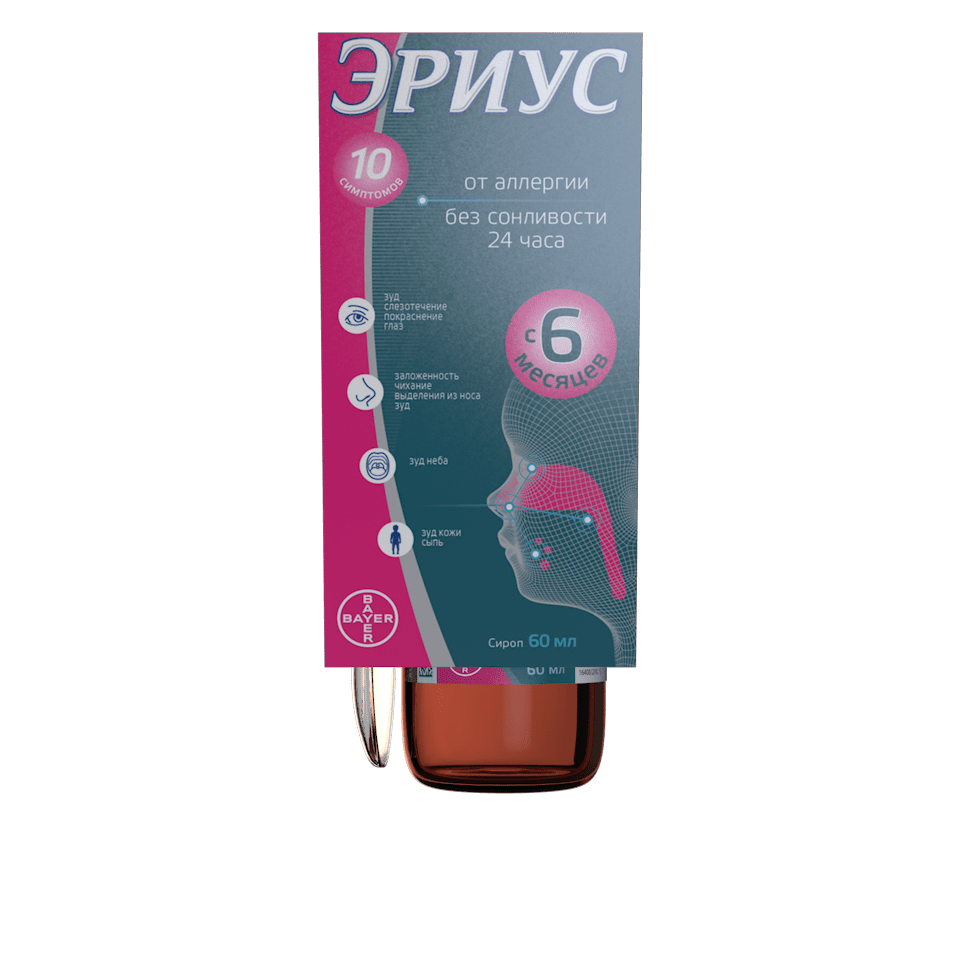 ЭРИУС
10
СИМПТОМОВ
от аллергии
без сонливости
24 часа
с 6
месяцев
зуд
слезотечение
покраснение
глаз
заложенность
чихание
выделения из носа
зуд
зуд неба
зуд кожи
сыпь
BAYER
BAYER
Сироп 60 мл
60 мл